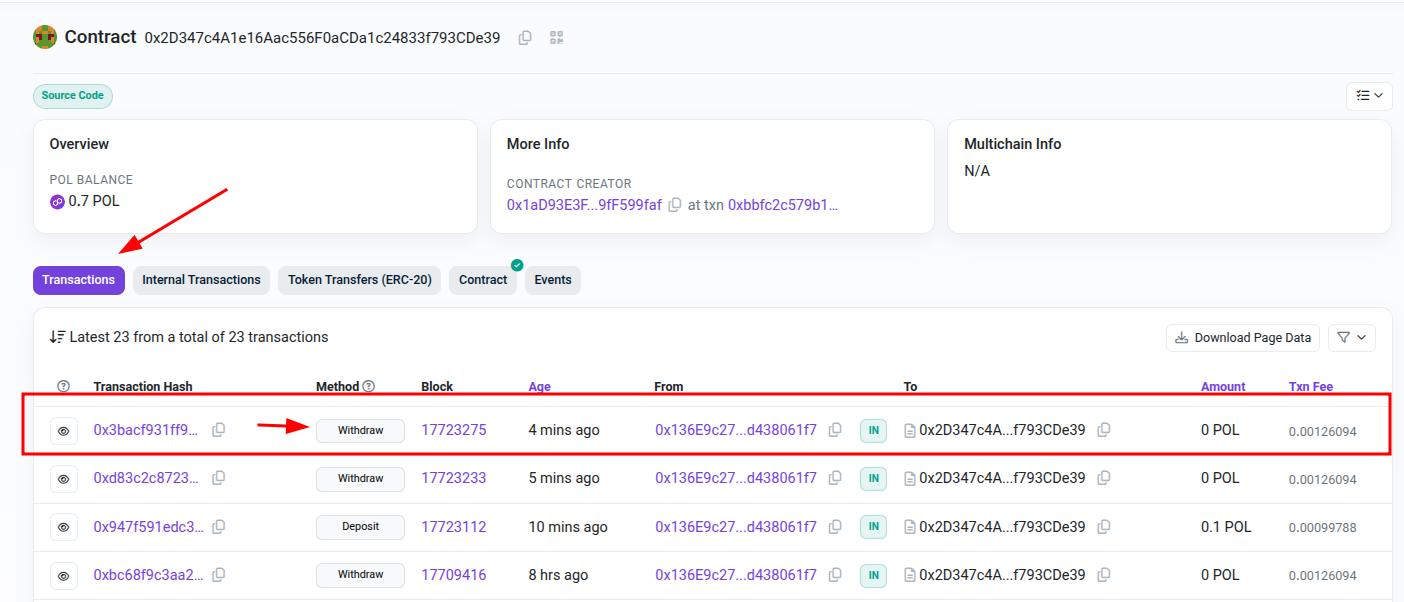 Contract 0x2D347c4A1e16Aac556F0aCDa1c24833f793CDe39
Source Code
Overview
POL BALANCE
0.7 POL
More Info
CONTRACT CREATOR
0x1aD93E3F...9fF599faf at txn 0xbbfc2c579b1...
Multichain Info
N/A
Transactions Internal Transactions Token Transfers (ERC-20) Contract Events
Latest 23 from a total of 23 transactions Download Page Data
Transaction Hash Method Block Age From To Amount Txn Fee
0x3bacf931ff9... Withdraw 17723275 4 mins ago 0x136E9c27...d438061f7 IN 0x2D347c4A...f793CDe39 0 POL 0.00126094
0xd83c2c8723... Withdraw 17723233 5 mins ago 0x136E9c27...d438061f7 IN 0x2D347c4A...f793CDe39 0 POL 0.00126094
0x947f591edc3... Deposit 17723112 10 mins ago 0x136E9c27...d438061f7 IN 0x2D347c4A...f793CDe39 0.1 POL 0.00099788
0xbc68f9c3aa2... Withdraw 17709416 8 hrs ago 0x136E9c27...d438061f7 IN 0x2D347c4A...f793CDe39 0 POL 0.00126094